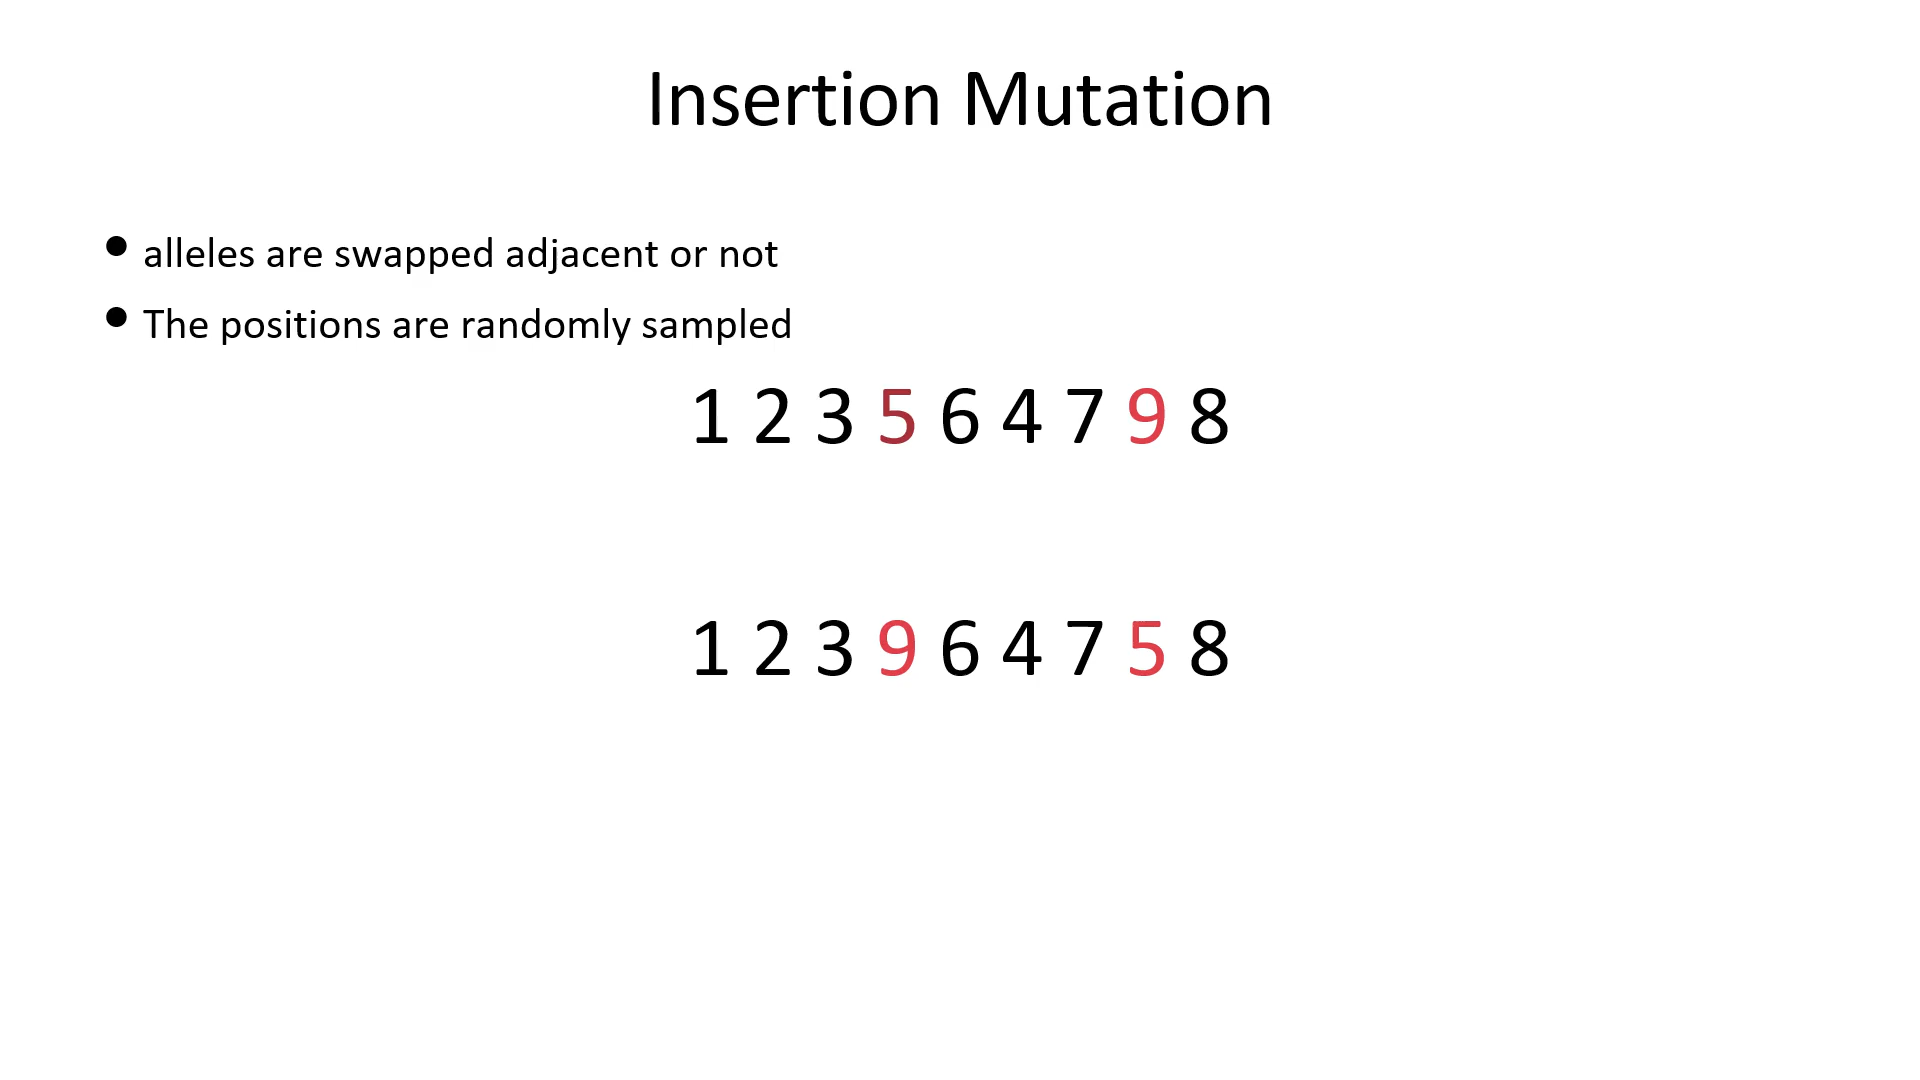 Insertion Mutation
• alleles are swapped adjacent or not
• The positions are randomly sampled
1 2 3 5 6 4 7 9 8
1 2 3 9 6 4 7 5 8